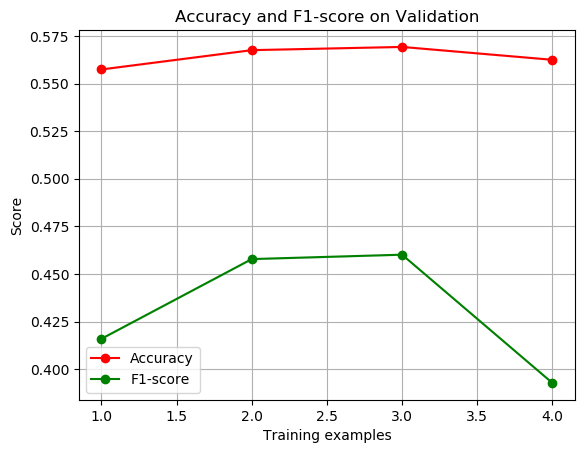 Accuracy and F1-score on Validation
Score
0.575
0.550
0.525
0.500
0.475
0.450
0.425
0.400
Accuracy
F1-score
1.0 1.5 2.0 2.5 3.0 3.5 4.0
Training examples